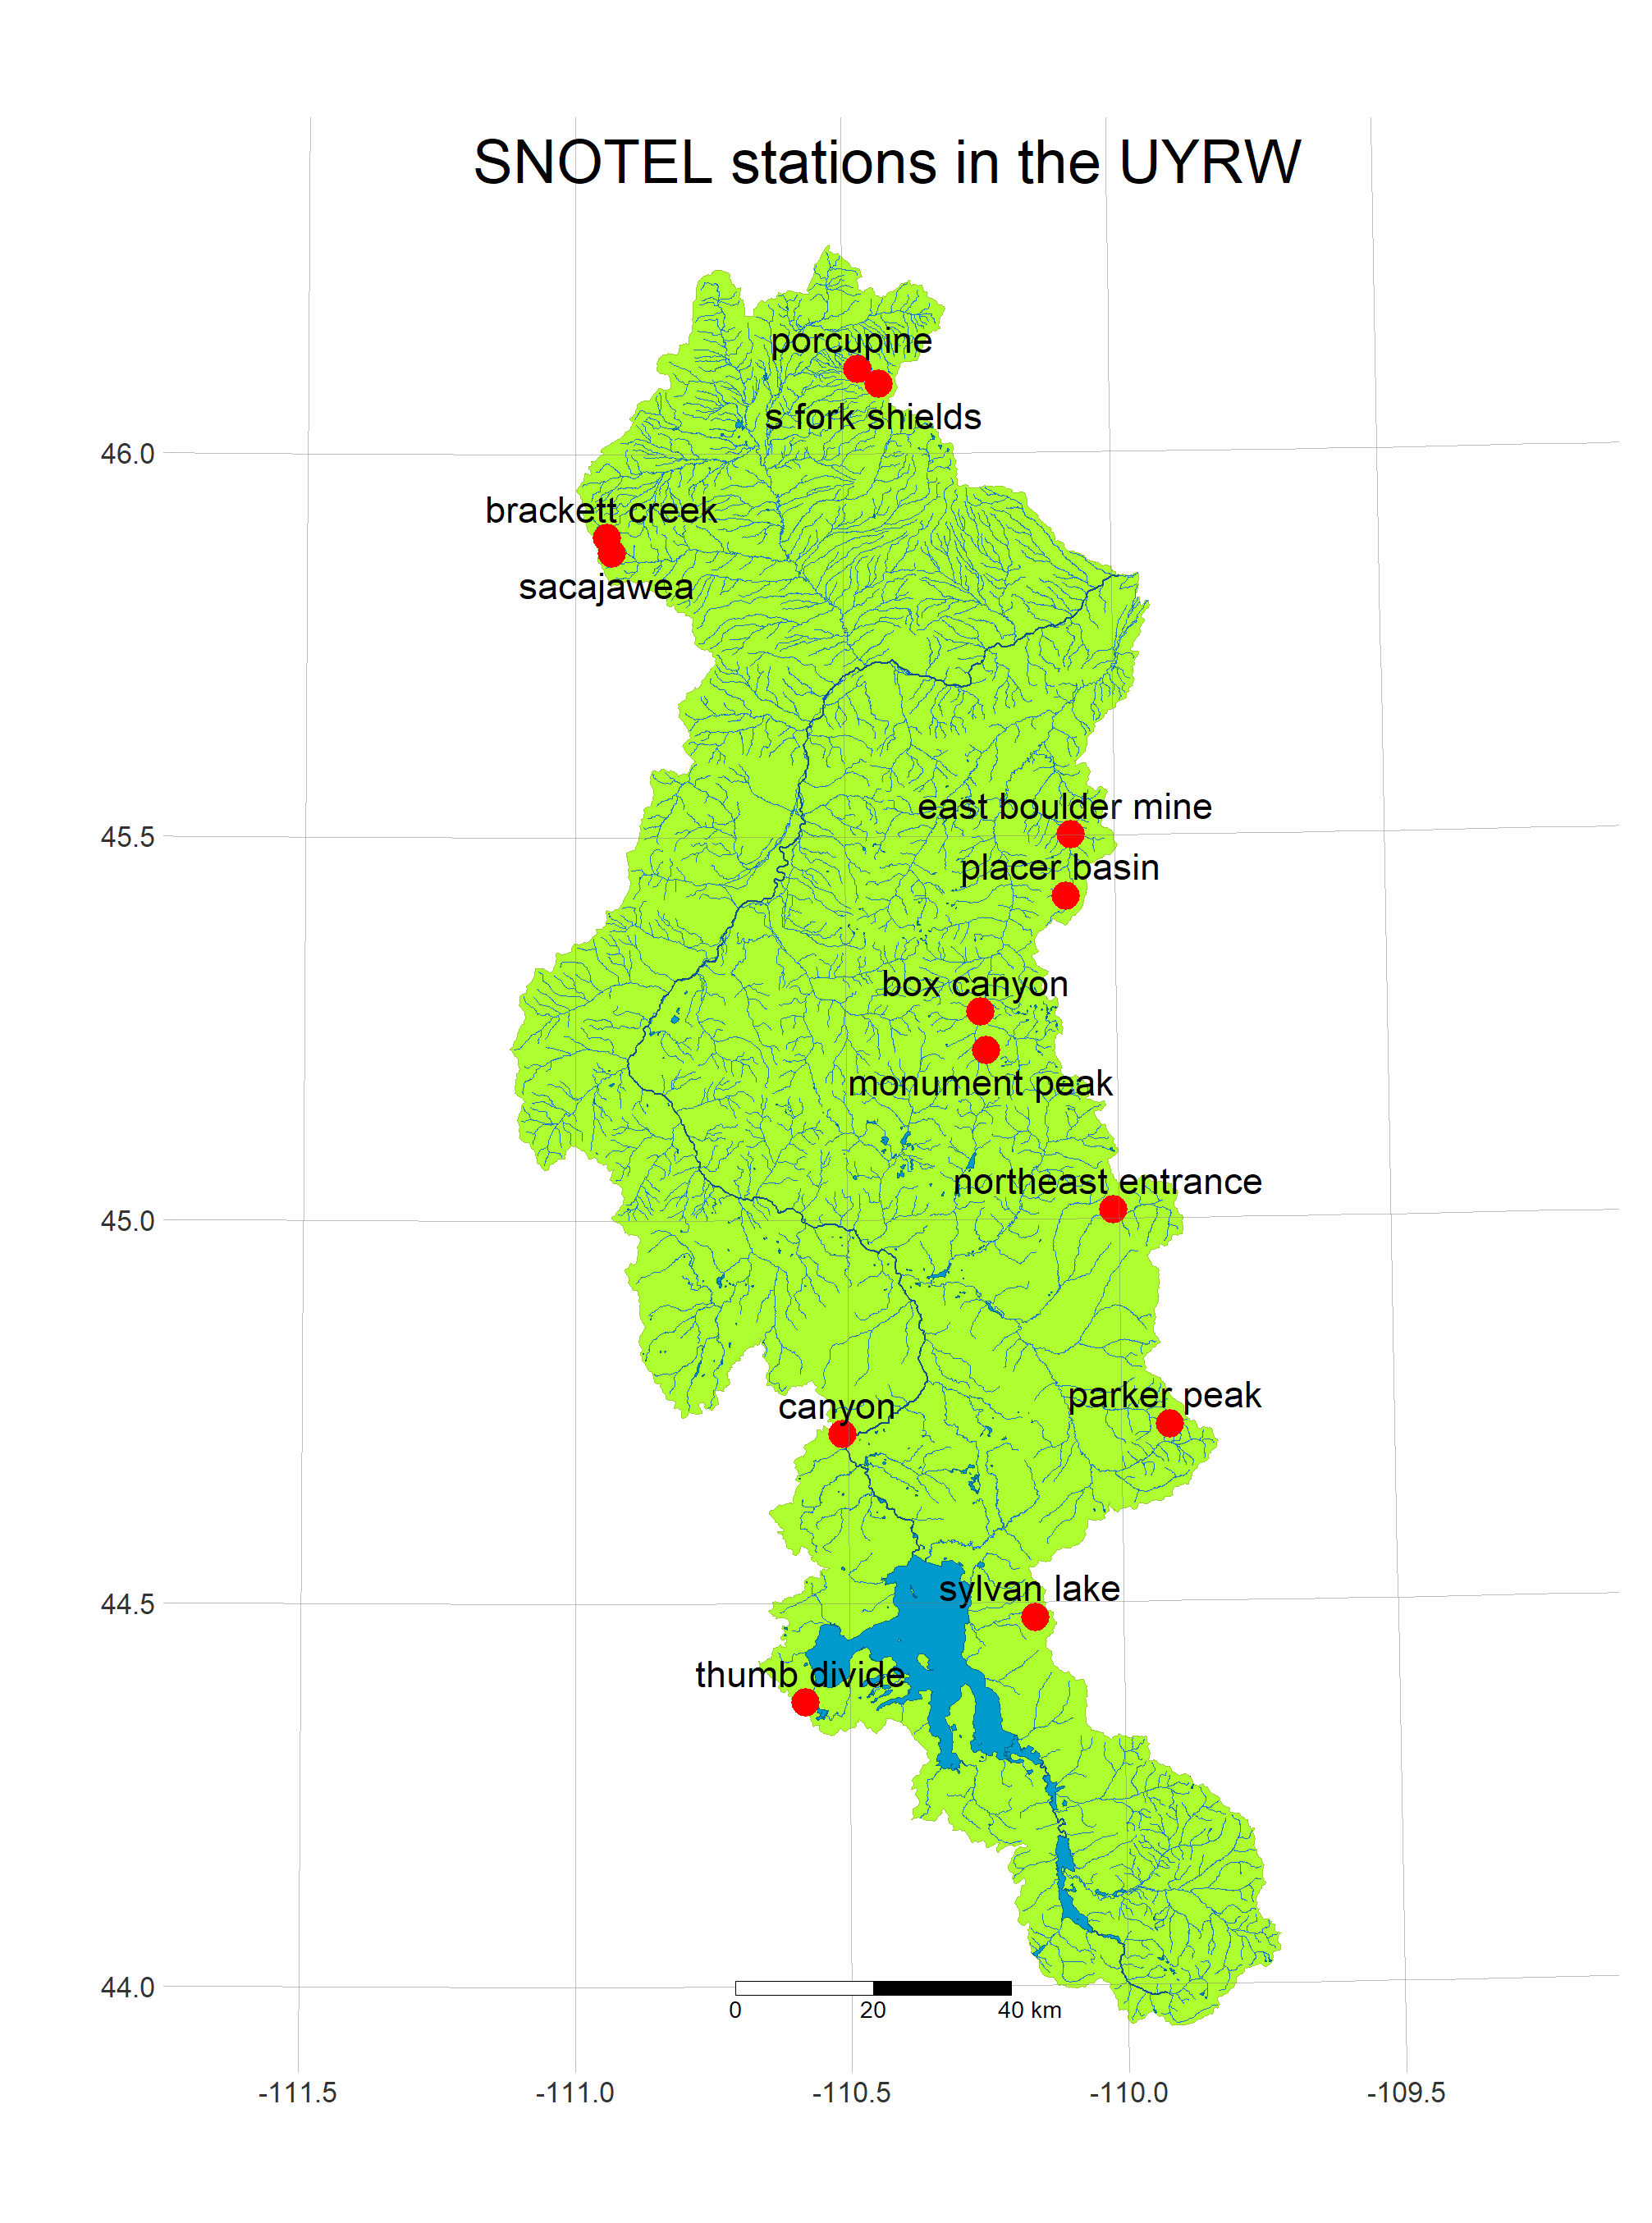 SNOTEL stations in the UYRW
porcupine
s fork shields
46.0
brackett creek
sacajawea
east boulder mine
45.5
placer basin
box canyon
monument peak
northeast entrance
45.0
parker peak
canyon
sylvan lake
44.5
thumb divide
44.0
0 20 40 km
-111.5 -111.0 -110.5 -110.0 -109.5